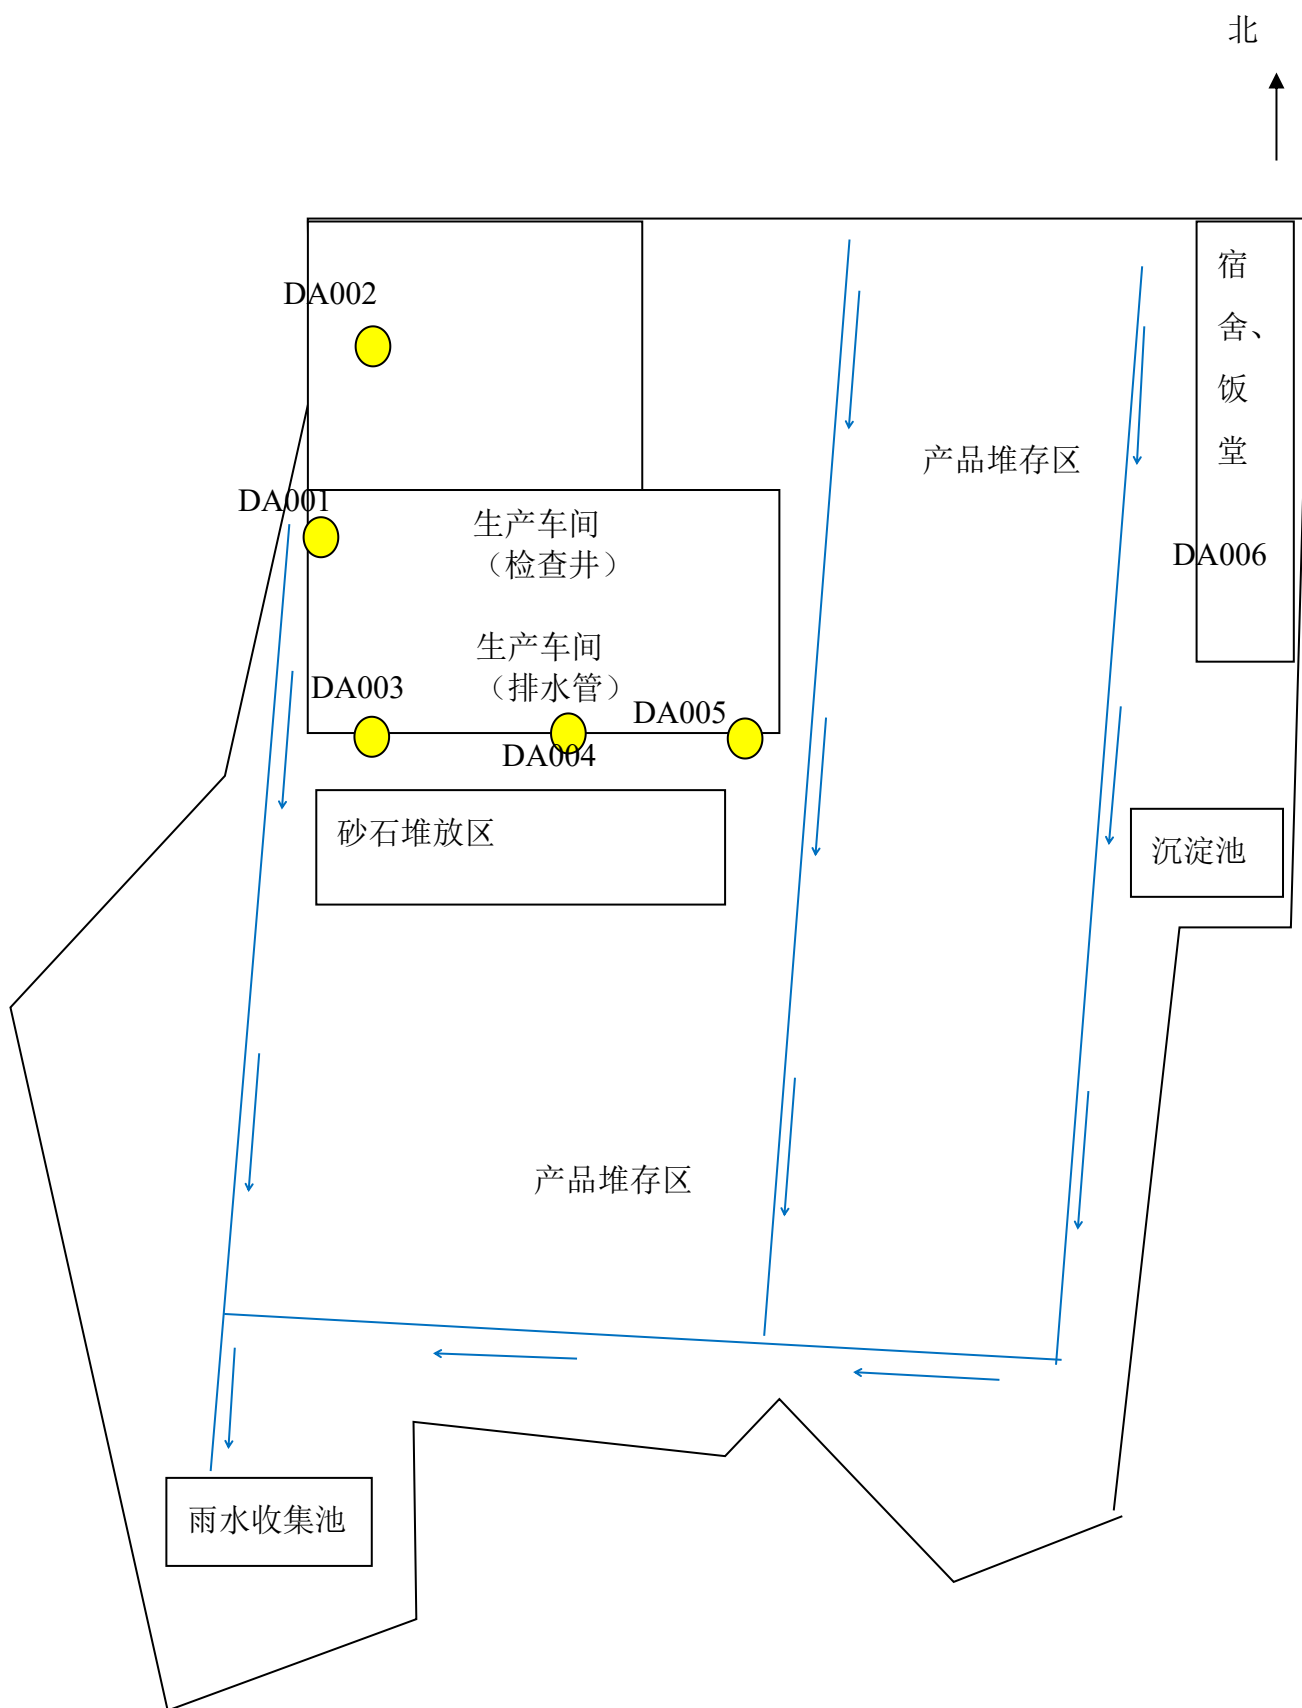 北
宿
舍、
饭
堂
DA002
产品堆存区
DA001
生产车间
（检查井）
DA006
生产车间
（排水管）
DA003
DA005
DA004
砂石堆放区
沉淀池
产品堆存区
雨水收集池